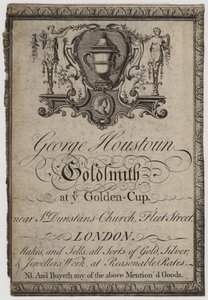 George Houstoun
Goldsmith
at yᵉ Golden-Cup.
near Sᵗ Dunstans Church, Fleet Street
LONDON.
Makes, and Sells, all Sorts of Gold, Silver,
& Jewellers Work, at Reasonable Rates.
NB. And Buyeth any of the above Mention'd Goods.